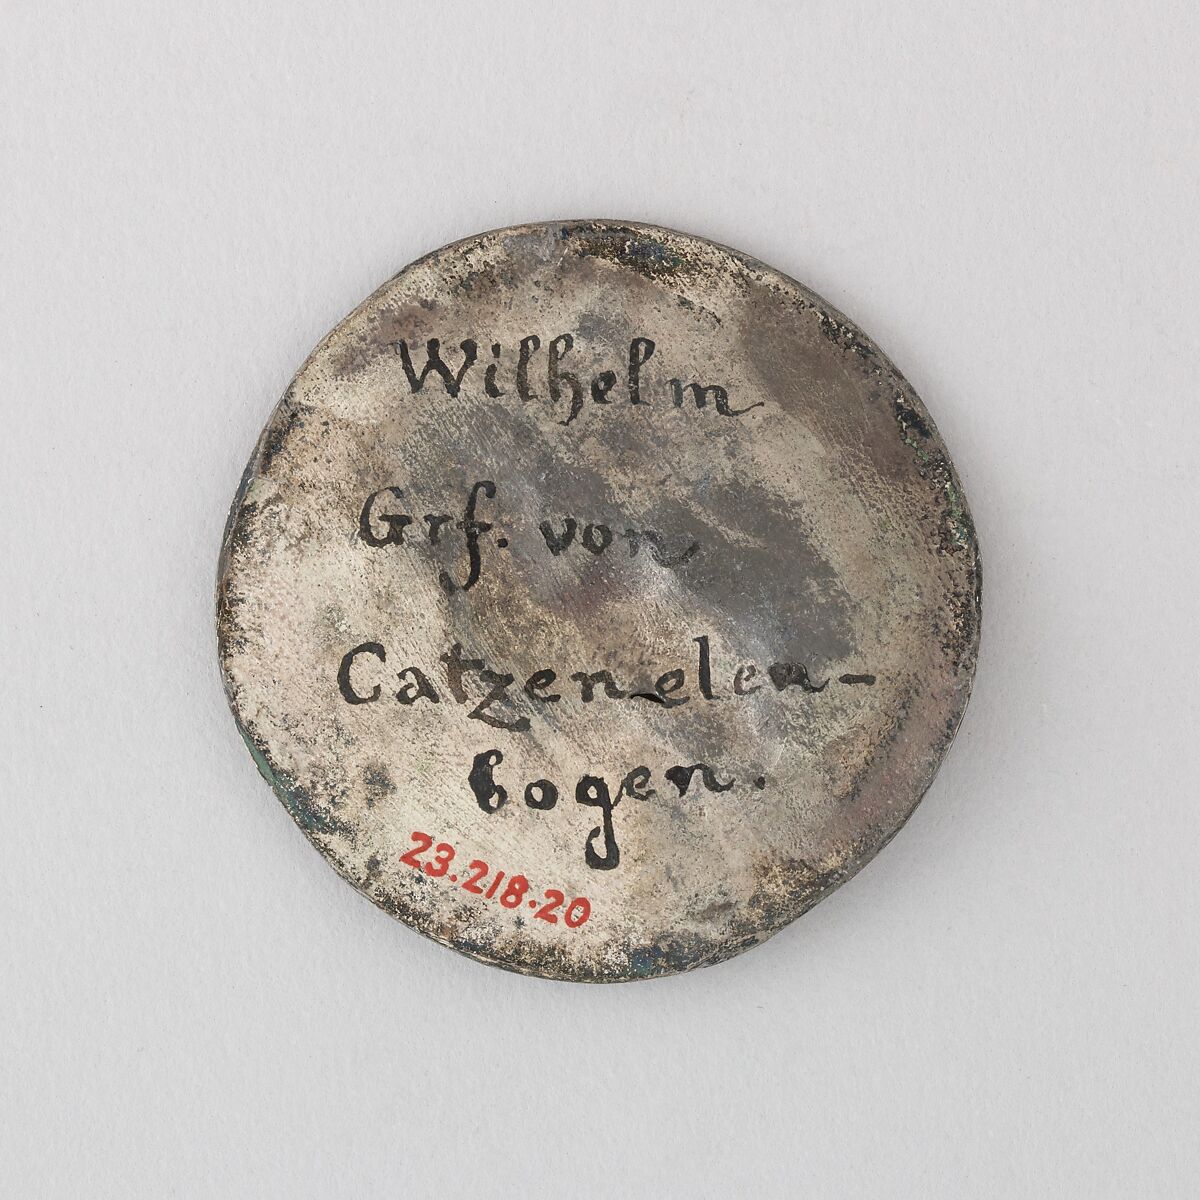 Wilhelm
Grf. von
Catzenelen-
bogen.
23.218.20